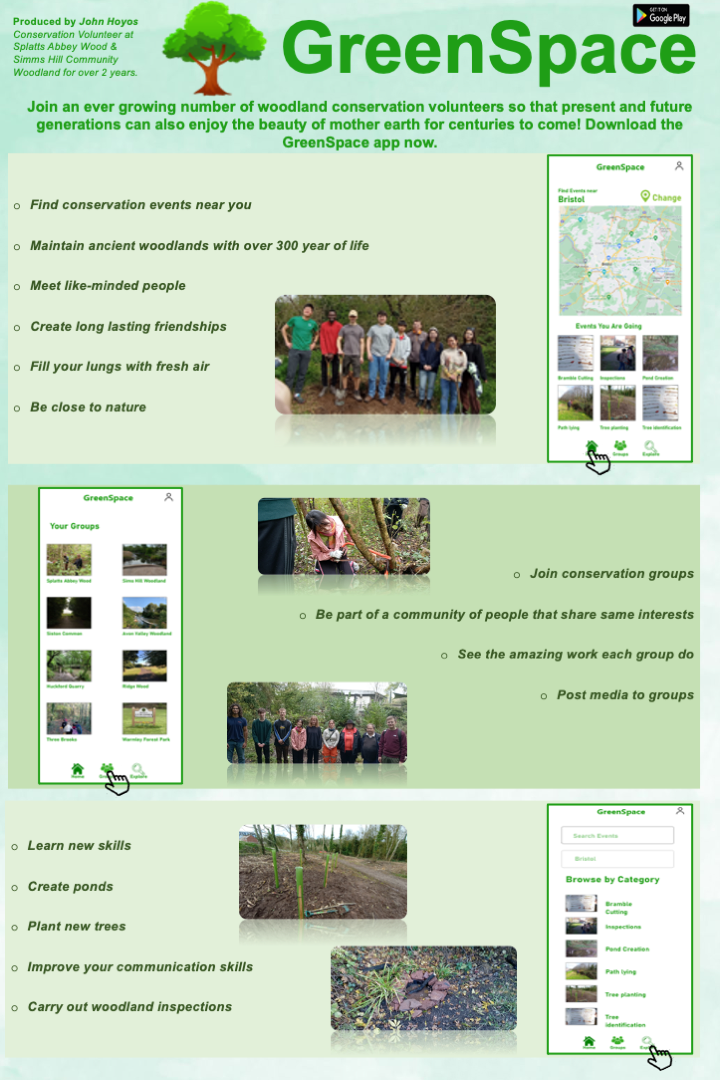 Produced by John Hoyos
Conservation Volunteer at
Splatts Abbey Wood &
Simms Hill Community
Woodland for over 2 years.
GET IT ON
Google Play
GreenSpace
Join an ever growing number of woodland conservation volunteers so that present and future
generations can also enjoy the beauty of mother earth for centuries to come! Download the
GreenSpace app now.
o Find conservation events near you
o Maintain ancient woodlands with over 300 year of life
o Meet like-minded people
o Create long lasting friendships
o Fill your lungs with fresh air
o Be close to nature
GreenSpace
Find Events near
Bristol
Change
Events You Are Going
Bramble Cutting
Inspections
Pond Creation
Path lying
Tree planting
Tree identification
Groups
Explore
GreenSpace
Your Groups
Splatts Abbey Wood
Sims Hill Woodland
Siston Common
Avon Valley Woodland
Huckford Quarry
Ridge Wood
Three Brooks
Warmley Forest Park
Home
Explore
o Join conservation groups
o Be part of a community of people that share same interests
o See the amazing work each group do
o Post media to groups
o Learn new skills
o Create ponds
o Plant new trees
o Improve your communication skills
o Carry out woodland inspections
GreenSpace
Search Events
Bristol
Browse by Category
Bramble
Cutting
Inspections
Pond Creation
Path lying
Tree planting
Tree
identification
Home
Groups